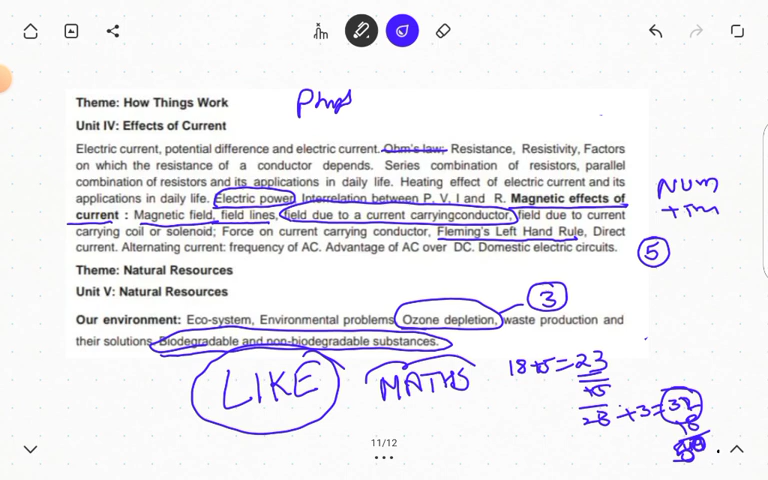 Theme: How Things Work
Phys
Unit IV: Effects of Current
Electric current, potential difference and electric current. Ohm's law; Resistance, Resistivity, Factors
on which the resistance of a conductor depends. Series combination of resistors, parallel
combination of resistors and its applications in daily life. Heating effect of electric current and its
applications in daily life. Electric power, Interrelation between P, V, I and R. Magnetic effects of
current : Magnetic field, field lines, field due to a current carryingconductor, field due to current
carrying coil or solenoid; Force on current carrying conductor, Fleming's Left Hand Rule, Direct
current. Alternating current: frequency of AC. Advantage of AC over DC. Domestic electric circuits.
Num
5
Theme: Natural Resources
Unit V: Natural Resources
3
Our environment: Eco-system, Environmental problems, Ozone depletion, waste production and
their solutions. Biodegradable and non-biodegradable substances.
LIKE MATHS
18+5=23
+5
28 +3=
11/12